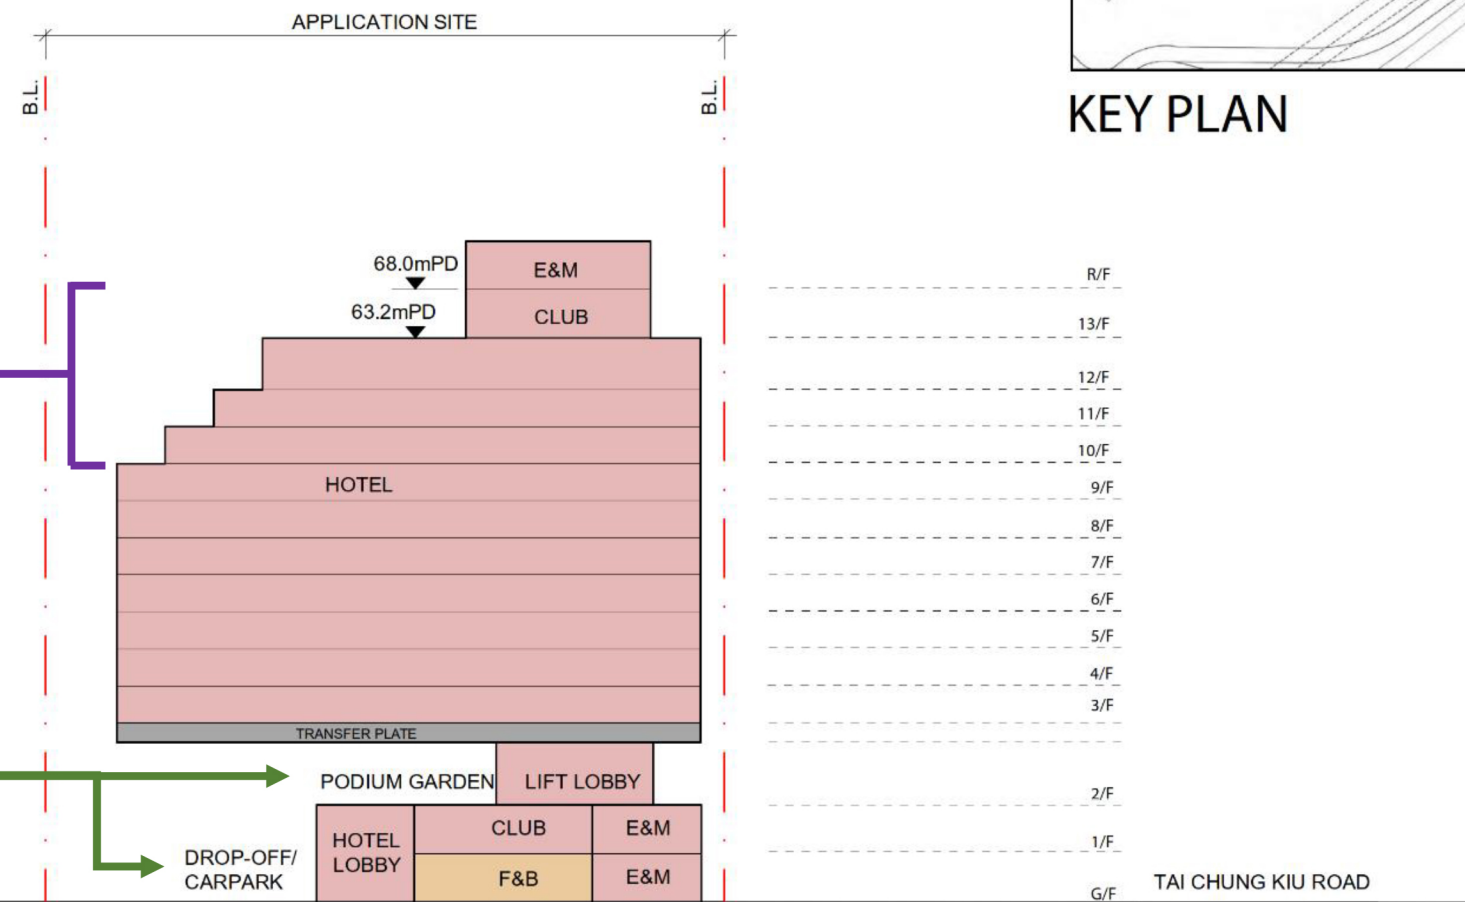 APPLICATION SITE
B.L.
B.L.
KEY PLAN
68.0mPD
E&M
R/F
63.2mPD
CLUB
13/F
12/F
11/F
10/F
HOTEL
9/F
8/F
7/F
6/F
5/F
4/F
3/F
TRANSFER PLATE
PODIUM GARDEN
LIFT LOBBY
2/F
HOTEL
LOBBY
CLUB
E&M
1/F
DROP-OFF/
CARPARK
F&B
E&M
G/F
TAI CHUNG KIU ROAD